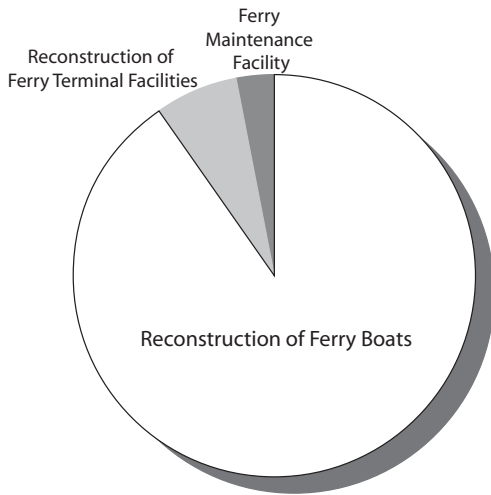 Ferry
Maintenance
Facility
Reconstruction of
Ferry Terminal Facilities
Reconstruction of Ferry Boats